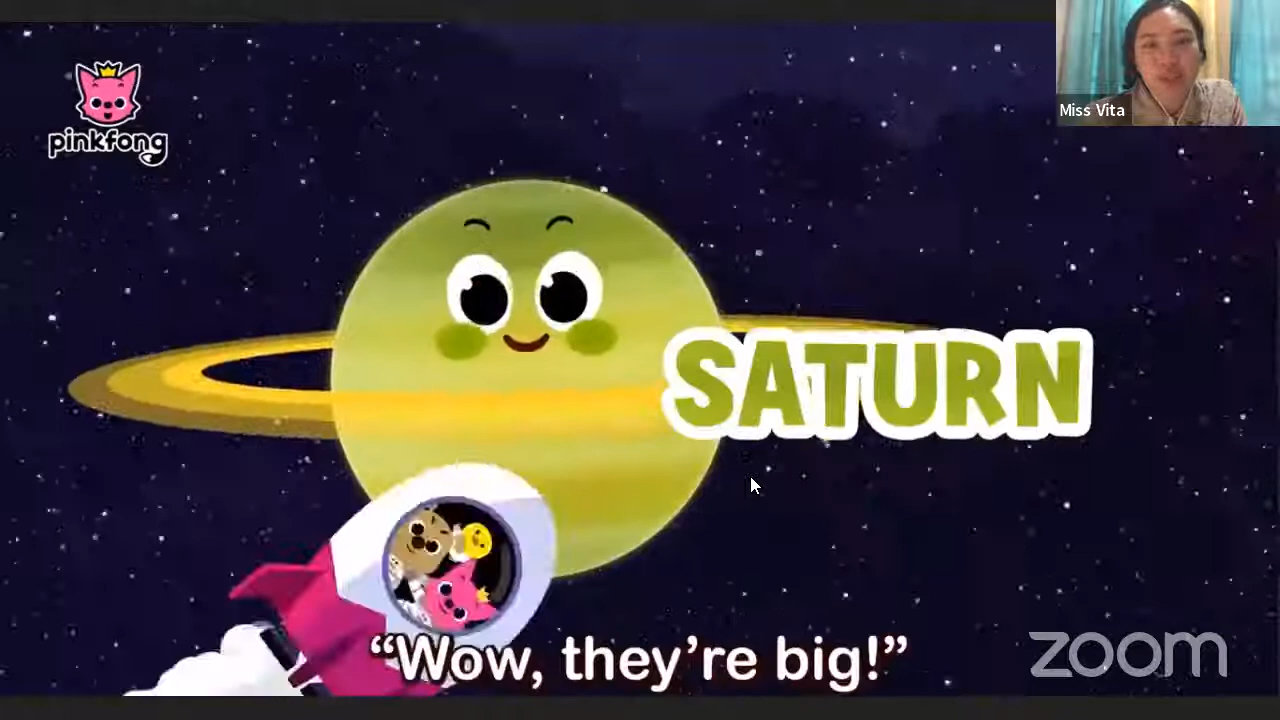 pinkfong
Miss Vita
SATURN
“Wow, they’re big!”
zoom